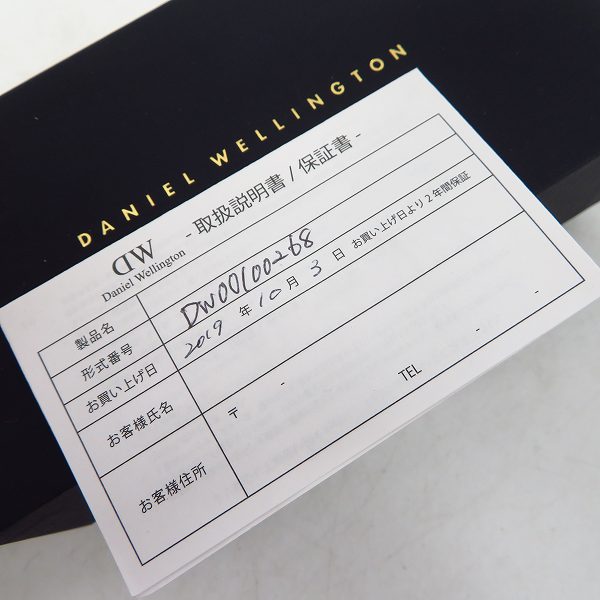 DANIEL WELLINGTON
DW
Daniel Wellington
- 取扱説明書 / 保証書 -
製品名
形式番号 DW00100268
お買い上げ日 2019 年 10 月 3 日 お買い上げ日より2年間保証
お客様氏名
お客様住所 〒 - TEL - -